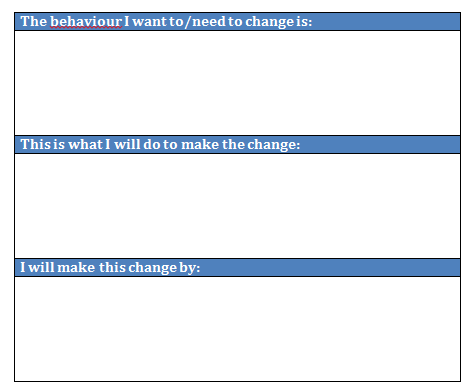 The behaviour I want to/need to change is:
This is what I will do to make the change:
I will make this change by: